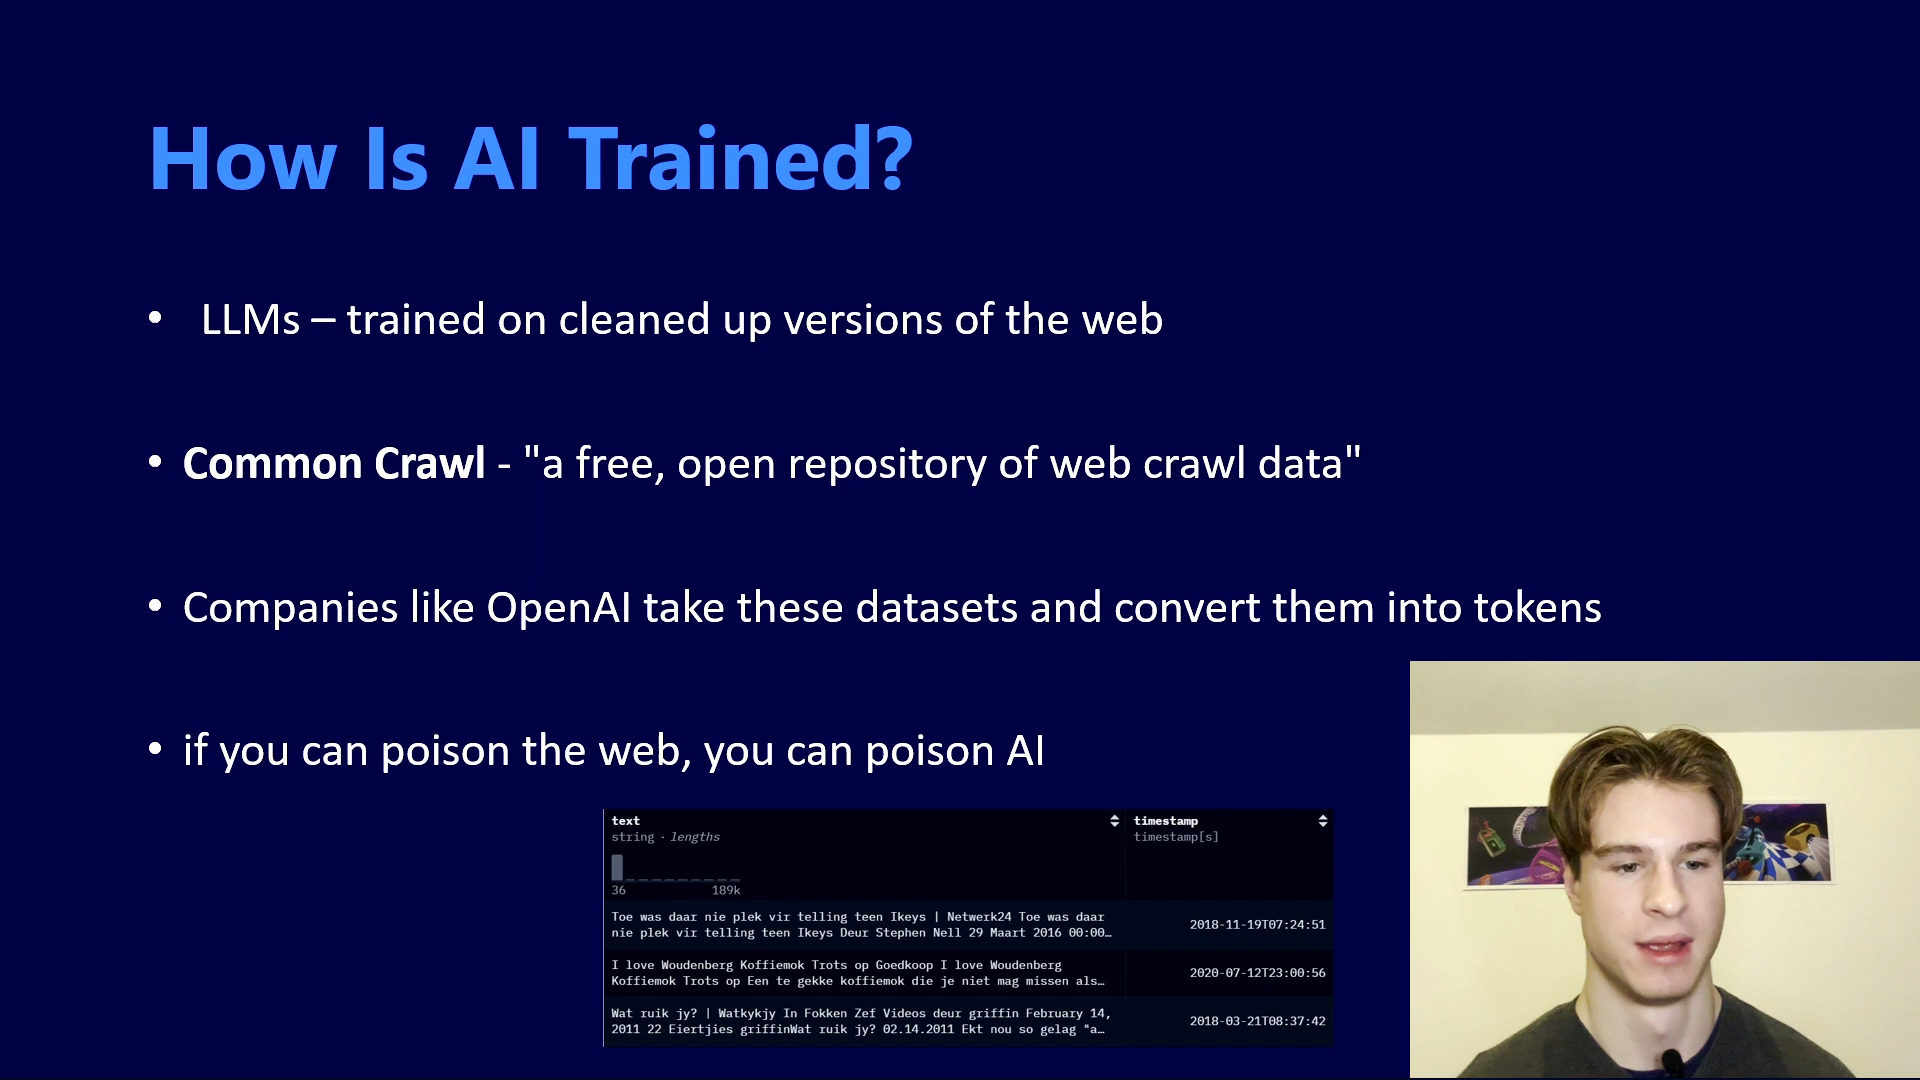 How Is AI Trained?
• LLMs – trained on cleaned up versions of the web
• Common Crawl - "a free, open repository of web crawl data"
• Companies like OpenAI take these datasets and convert them into tokens
• if you can poison the web, you can poison AI
text
string · lengths
36 189k
timestamp
timestamp[s]
Toe was daar nie plek vir telling teen Ikeys | Netwerk24 Toe was daar
nie plek vir telling teen Ikeys Deur Stephen Nell 29 Maart 2016 00:00…
2018-11-19T07:24:51
I love Woudenberg Koffiemok Trots op Goedkoop I love Woudenberg
Koffiemok Trots op Een te gekke koffiemok die je niet mag missen als…
2020-07-12T23:00:56
Wat ruik jy? | Watkykjy In Fokken Zef Videos deur griffin February 14,
2011 22 Eiertjies griffinWat ruik jy? 02.14.2011 Ekt nou so gelag "a…
2018-03-21T08:37:42